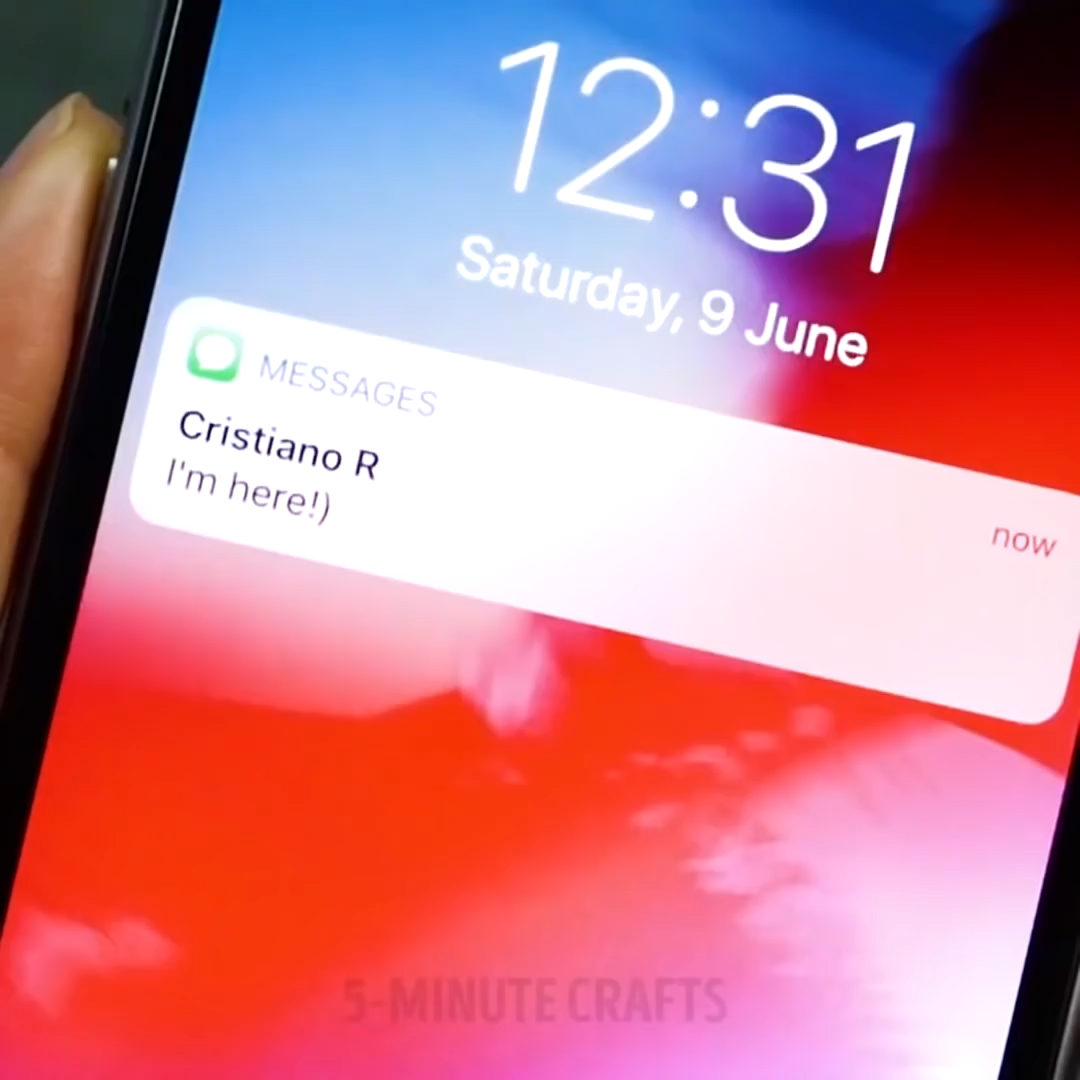 12:31
Saturday, 9 June
MESSAGES
Cristiano R
I'm here!)
now
5-MINUTE CRAFTS